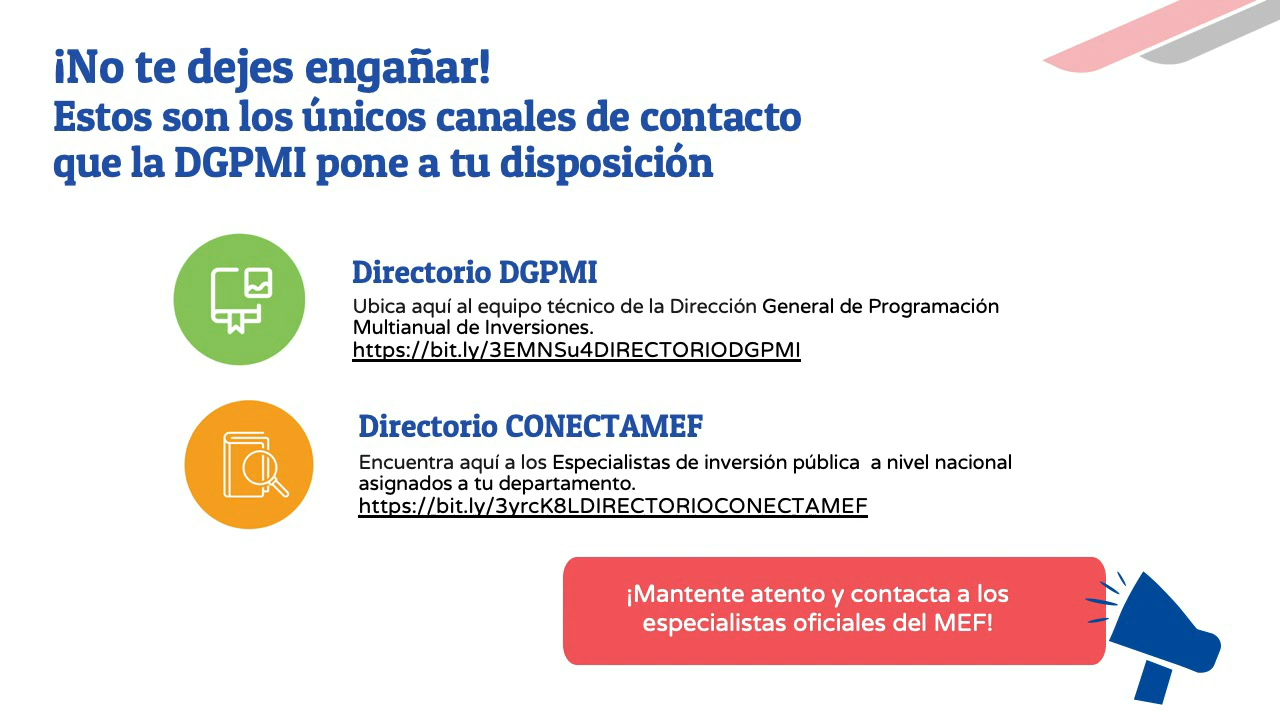 ¡No te dejes engañar!
Estos son los únicos canales de contacto
que la DGPMI pone a tu disposición
Directorio DGPMI
Ubica aquí al equipo técnico de la Dirección General de Programación
Multianual de Inversiones.
https://bit.ly/3EMNSu4DIRECTORIODGPMI
Directorio CONECTAMEF
Encuentra aquí a los Especialistas de inversión pública  a nivel nacional
asignados a tu departamento.
https://bit.ly/3yrcK8LDIRECTORIOCONECTAMEF
¡Mantente atento y contacta a los
especialistas oficiales del MEF!